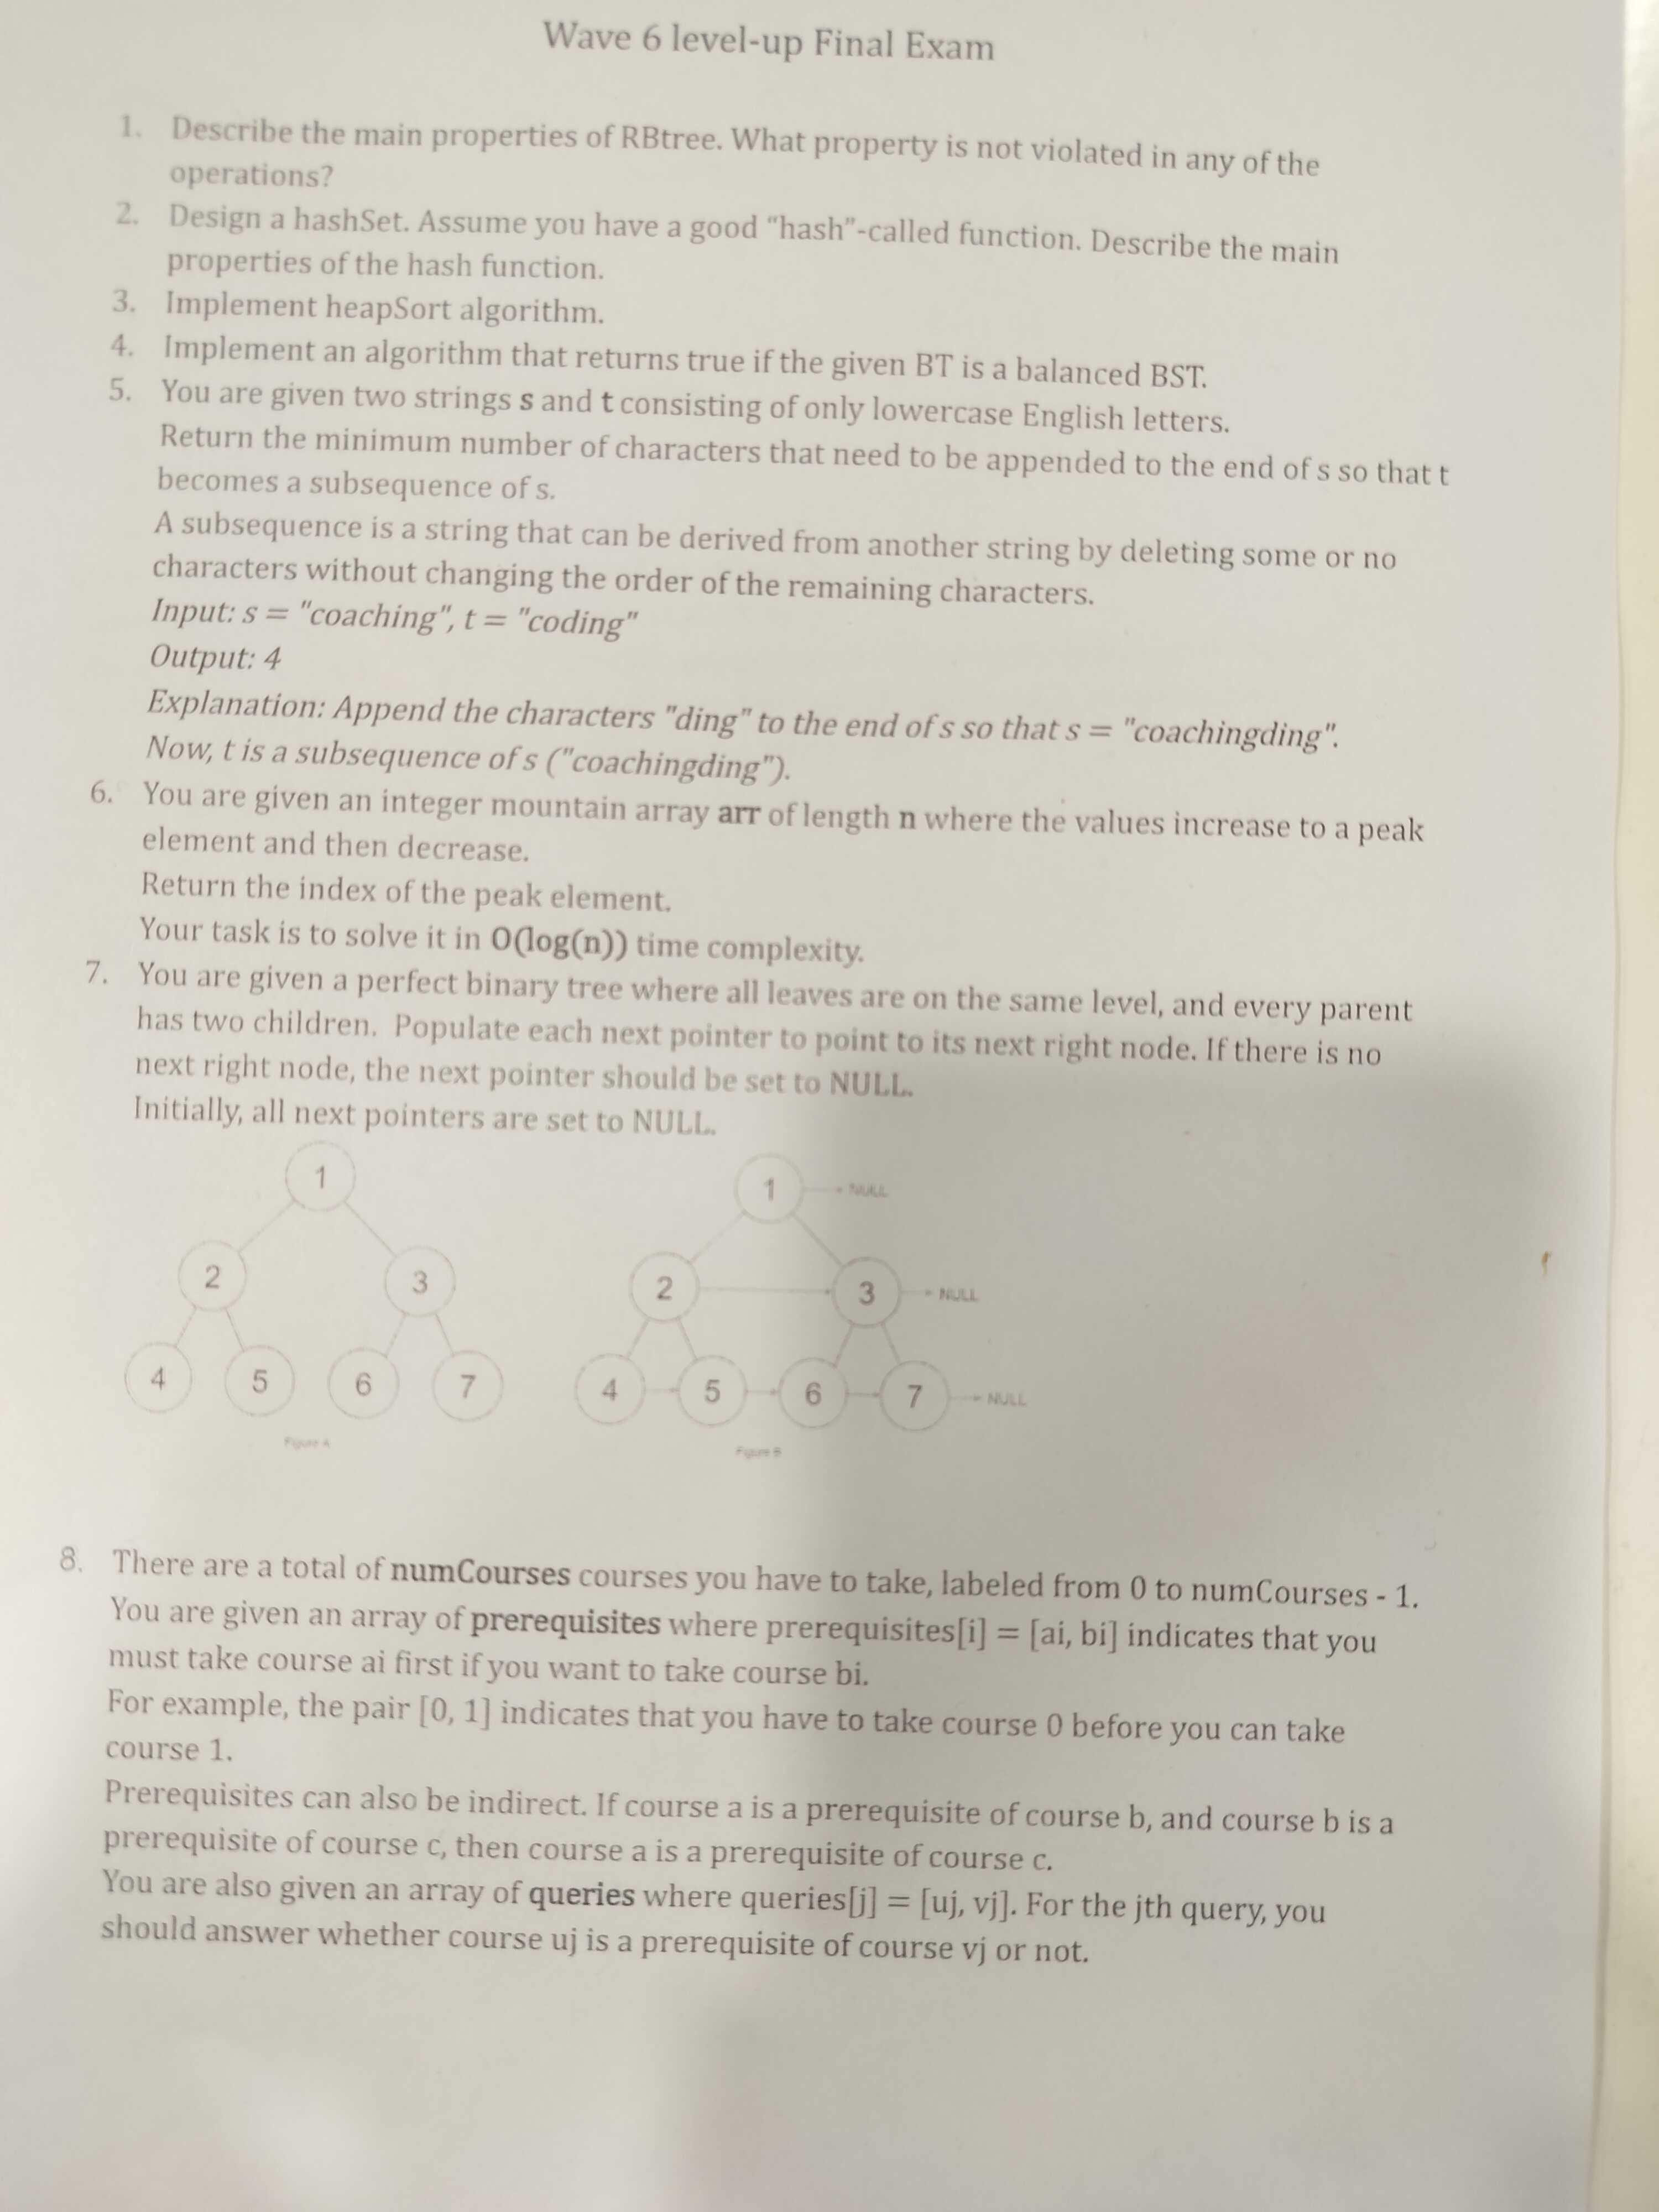 Wave 6 level-up Final Exam
1. Describe the main properties of RBtree. What property is not violated in any of the
operations?
2. Design a hashSet. Assume you have a good "hash"-called function. Describe the main
properties of the hash function.
3. Implement heapSort algorithm.
4. Implement an algorithm that returns true if the given BT is a balanced BST.
5. You are given two strings s and t consisting of only lowercase English letters.
Return the minimum number of characters that need to be appended to the end of s so that t
becomes a subsequence of s.
A subsequence is a string that can be derived from another string by deleting some or no
characters without changing the order of the remaining characters.
Input: s = "coaching", t = "coding"
Output: 4
Explanation: Append the characters "ding" to the end of s so that s = "coachingding".
Now, t is a subsequence of s ("coachingding").
6. You are given an integer mountain array arr of length n where the values increase to a peak
element and then decrease.
Return the index of the peak element.
Your task is to solve it in O(log(n)) time complexity.
7. You are given a perfect binary tree where all leaves are on the same level, and every parent
has two children. Populate each next pointer to point to its next right node. If there is no
next right node, the next pointer should be set to NULL.
Initially, all next pointers are set to NULL.
1
2 3
4 5 6 7
Figure A
1 NULL
2 3 NULL
4 5 6 7 NULL
Figure B
8. There are a total of numCourses courses you have to take, labeled from 0 to numCourses - 1.
You are given an array of prerequisites where prerequisites[i] = [ai, bi] indicates that you
must take course ai first if you want to take course bi.
For example, the pair [0, 1] indicates that you have to take course 0 before you can take
course 1.
Prerequisites can also be indirect. If course a is a prerequisite of course b, and course b is a
prerequisite of course c, then course a is a prerequisite of course c.
You are also given an array of queries where queries[j] = [uj, vj]. For the jth query, you
should answer whether course uj is a prerequisite of course vj or not.